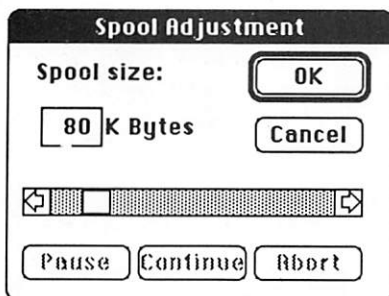 Spool Adjustment
Spool size:
OK
80 K Bytes
Cancel
Pause Continue Abort